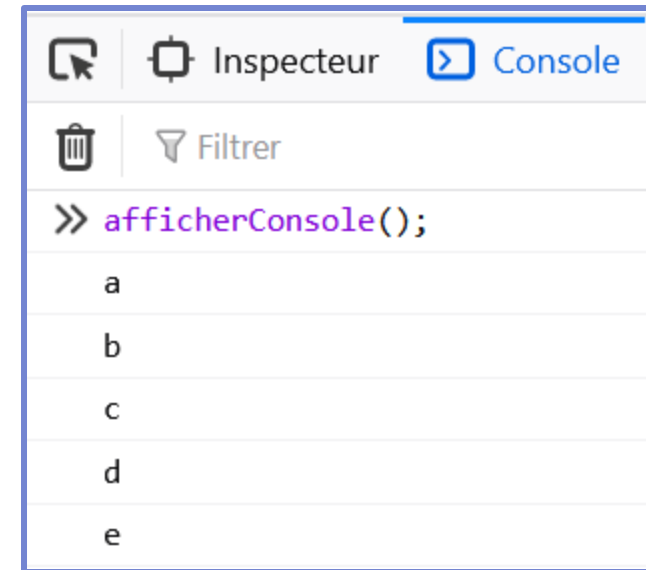 Inspecteur Console
Filtrer
afficherConsole();
a
b
c
d
e